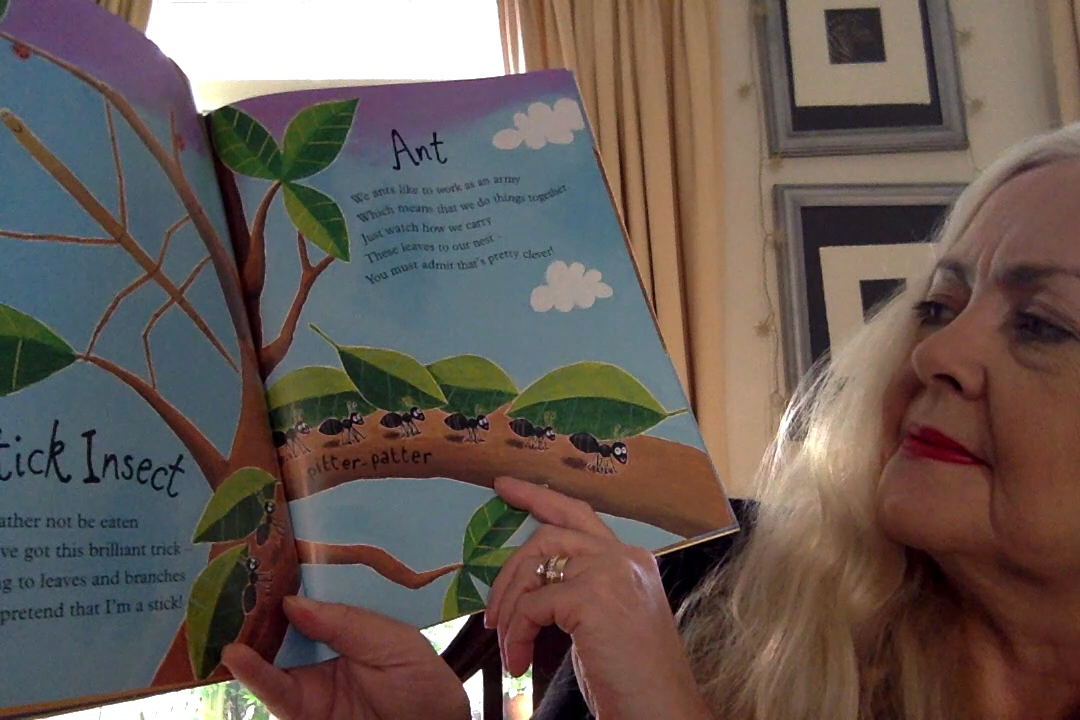 tick Insect
ather not be eaten
ve got this brilliant trick –
g to leaves and branches
pretend that I'm a stick!
Ant
We ants like to work as an army
Which means that we do things together
Just watch how we carry
These leaves to our nest –
You must admit that's pretty clever!
pitter-patter